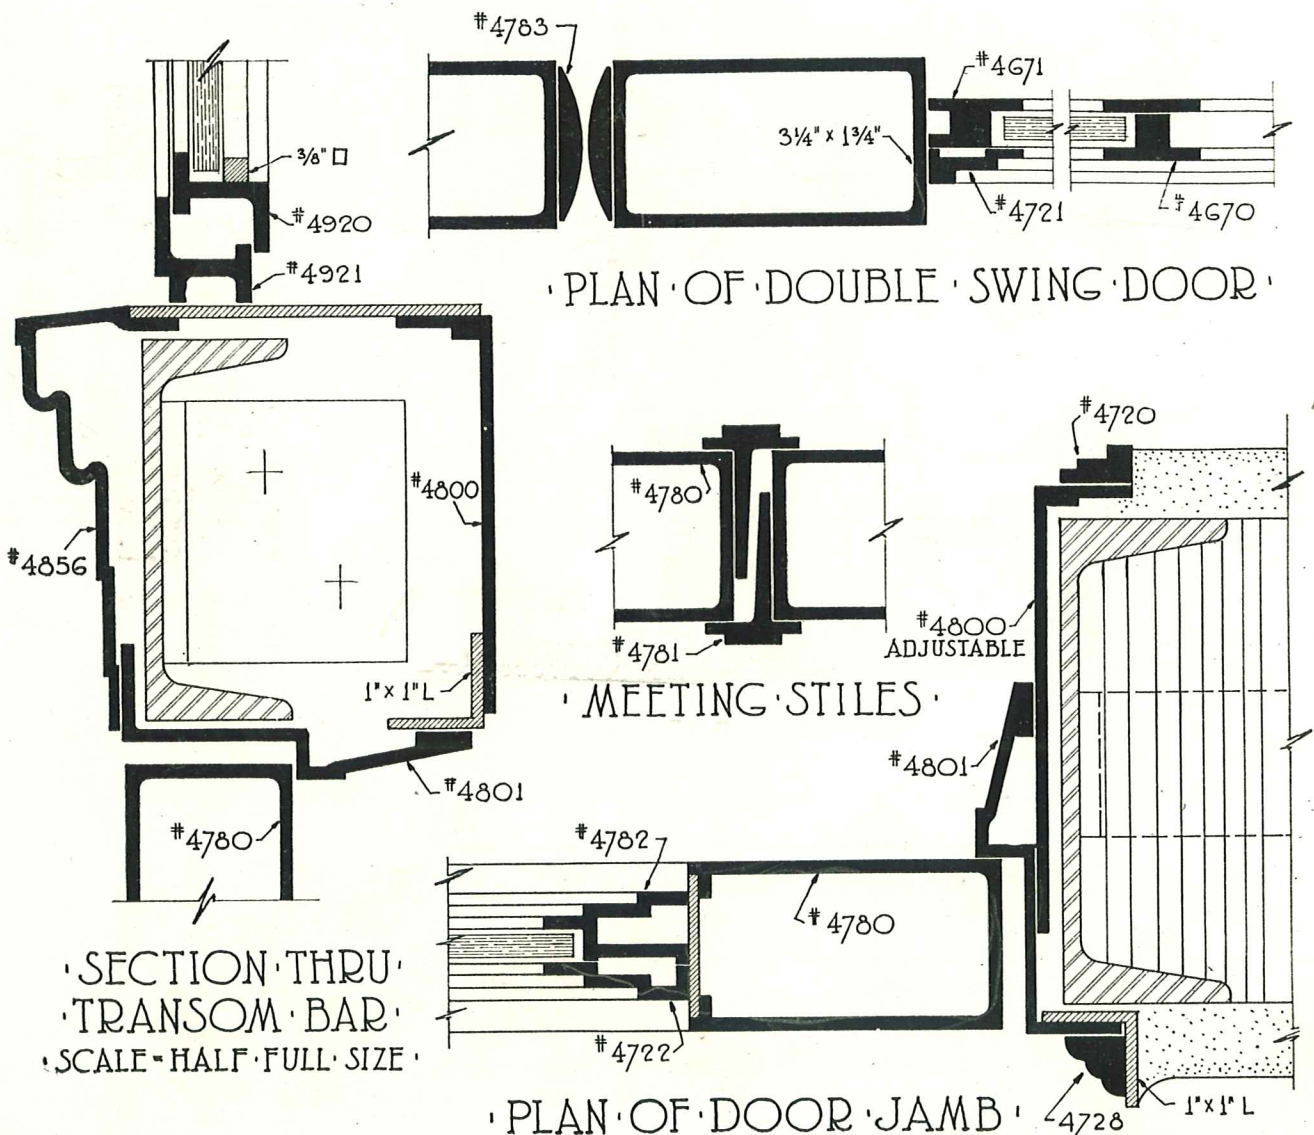 #4783
#4671
3/8" □
3¼" x 1¾"
#4920
#4721
#4670
#4921
· PLAN · OF · DOUBLE · SWING · DOOR ·
#4720
#4780
#4800
#4856
#4781
#4800
ADJUSTABLE
1" x 1" L
· MEETING · STILES ·
#4801
#4801
#4780
#4782
#4780
· SECTION · THRU ·
· TRANSOM · BAR ·
· SCALE - HALF · FULL · SIZE ·
#4722
· PLAN · OF · DOOR · JAMB ·
4728
1" x 1" L